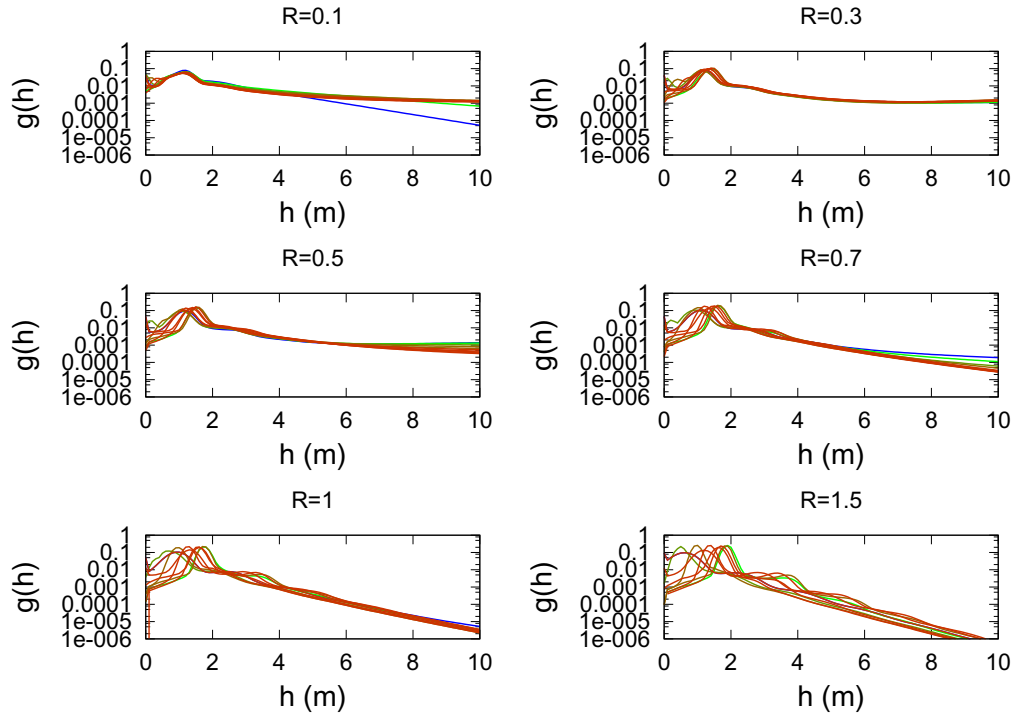 R=0.1
1
0.1
0.01
0.001
0.0001
1e-005
1e-006
g(h)
0 2 4 6 8 10
h (m)
R=0.3
1
0.1
0.01
0.001
0.0001
1e-005
1e-006
g(h)
0 2 4 6 8 10
h (m)
R=0.5
1
0.1
0.01
0.001
0.0001
1e-005
1e-006
g(h)
0 2 4 6 8 10
h (m)
R=0.7
1
0.1
0.01
0.001
0.0001
1e-005
1e-006
g(h)
0 2 4 6 8 10
h (m)
R=1
1
0.1
0.01
0.001
0.0001
1e-005
1e-006
g(h)
0 2 4 6 8 10
h (m)
R=1.5
1
0.1
0.01
0.001
0.0001
1e-005
1e-006
g(h)
0 2 4 6 8 10
h (m)